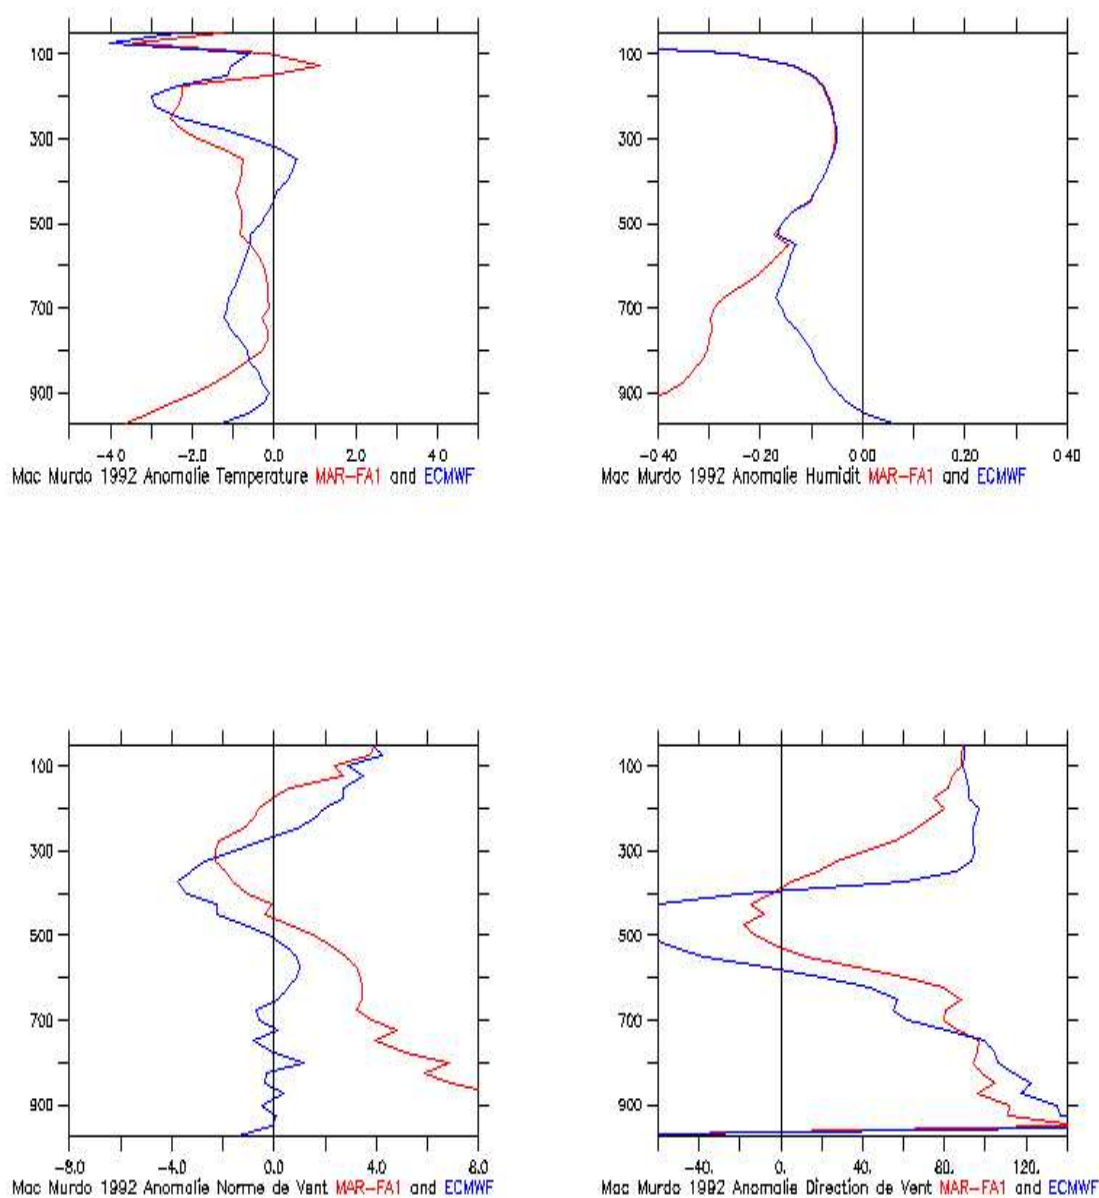 100
300
500
700
900
-4.0 -2.0 0.0 2.0 4.0
Mac Murdo 1992 Anomalie Temperature MAR-FA1 and ECMWF
100
300
500
700
900
-0.40 -0.20 0.00 0.20 0.40
Mac Murdo 1992 Anomalie Humidit MAR-FA1 and ECMWF
100
300
500
700
900
-8.0 -4.0 0.0 4.0 8.0
Mac Murdo 1992 Anomalie Norme de Vent MAR-FA1 and ECMWF
100
300
500
700
900
-40. 0. 40. 80. 120.
Mac Murdo 1992 Anomalie Direction de Vent MAR-FA1 and ECMWF